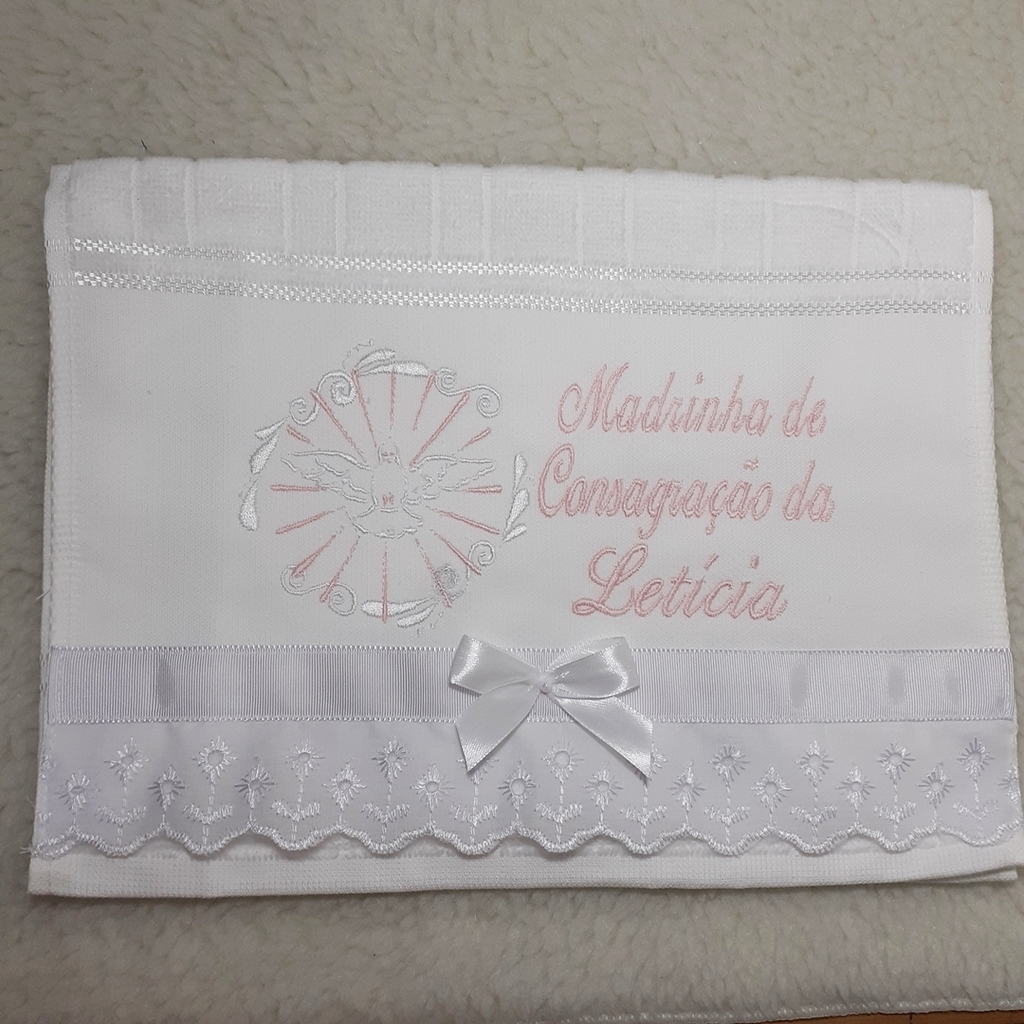 Madrinha de
Consagração da
Letícia